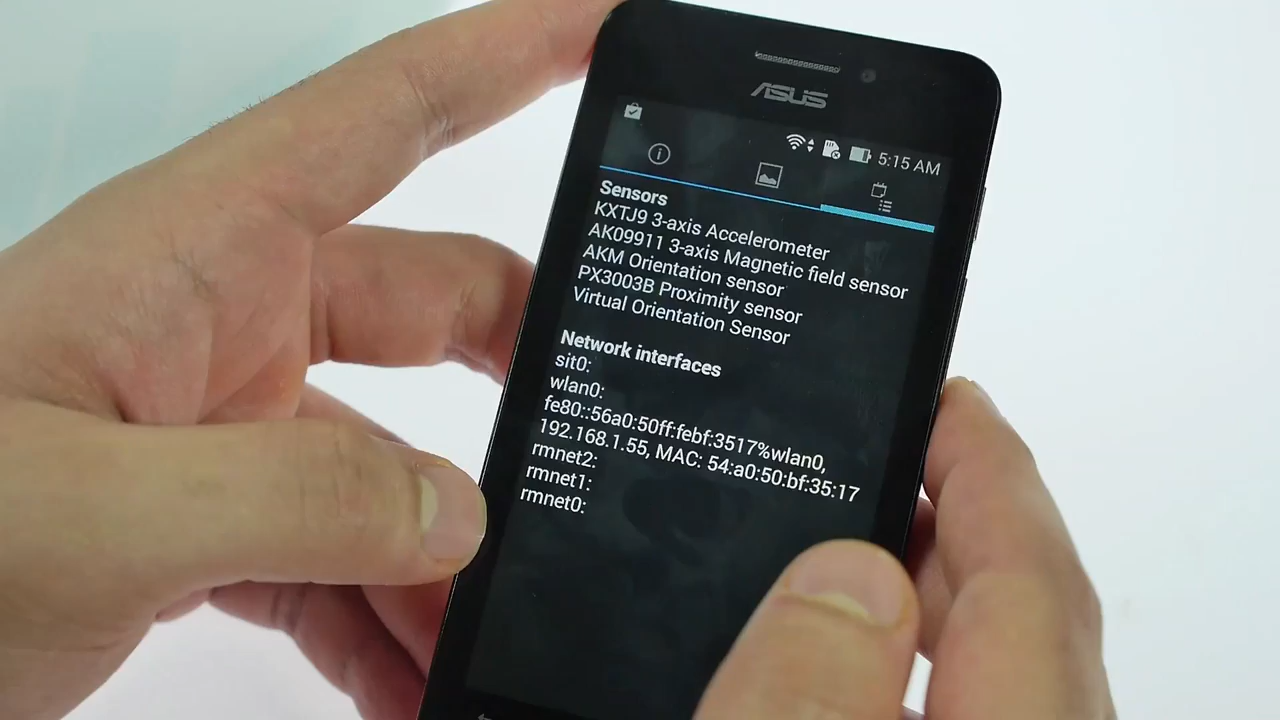 ASUS
5:15 AM
Sensors
KXTJ9 3-axis Accelerometer
AK09911 3-axis Magnetic field sensor
AKM Orientation sensor
PX3003B Proximity sensor
Virtual Orientation Sensor
Network interfaces
sit0:
wlan0:
fe80::56a0:50ff:febf:3517%wlan0,
192.168.1.55, MAC: 54:a0:50:bf:35:17
rmnet2:
rmnet1:
rmnet0: